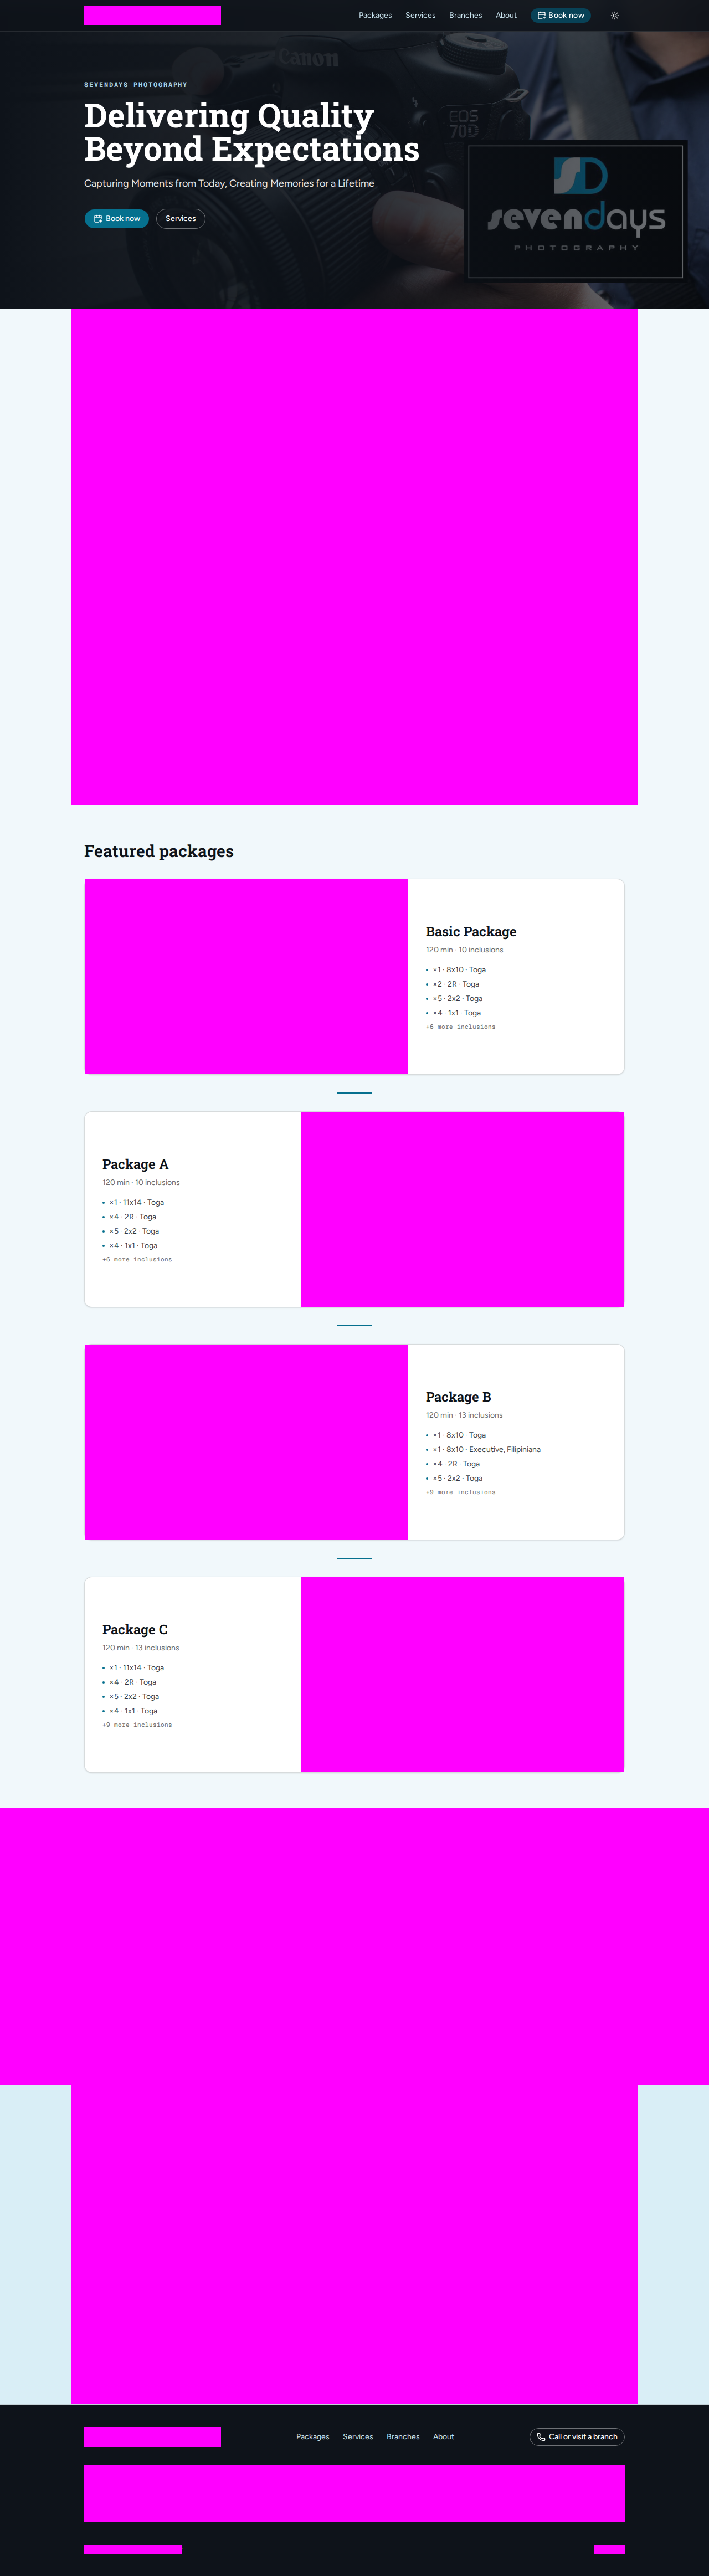 Packages Services Branches About Book now
SEVENDAYS PHOTOGRAPHY
Delivering Quality
Beyond Expectations
Capturing Moments from Today, Creating Memories for a Lifetime
Book now Services
Canon
EOS
70D
SD
sevendays
PHOTOGRAPHY
Featured packages
Basic Package
120 min · 10 inclusions
• ×1 · 8x10 · Toga
• ×2 · 2R · Toga
• ×5 · 2x2 · Toga
• ×4 · 1x1 · Toga
+6 more inclusions
Package A
120 min · 10 inclusions
• ×1 · 11x14 · Toga
• ×4 · 2R · Toga
• ×5 · 2x2 · Toga
• ×4 · 1x1 · Toga
+6 more inclusions
Package B
120 min · 13 inclusions
• ×1 · 8x10 · Toga
• ×1 · 8x10 · Executive, Filipiniana
• ×4 · 2R · Toga
• ×5 · 2x2 · Toga
+9 more inclusions
Package C
120 min · 13 inclusions
• ×1 · 11x14 · Toga
• ×4 · 2R · Toga
• ×5 · 2x2 · Toga
• ×4 · 1x1 · Toga
+9 more inclusions
Packages Services Branches About Call or visit a branch